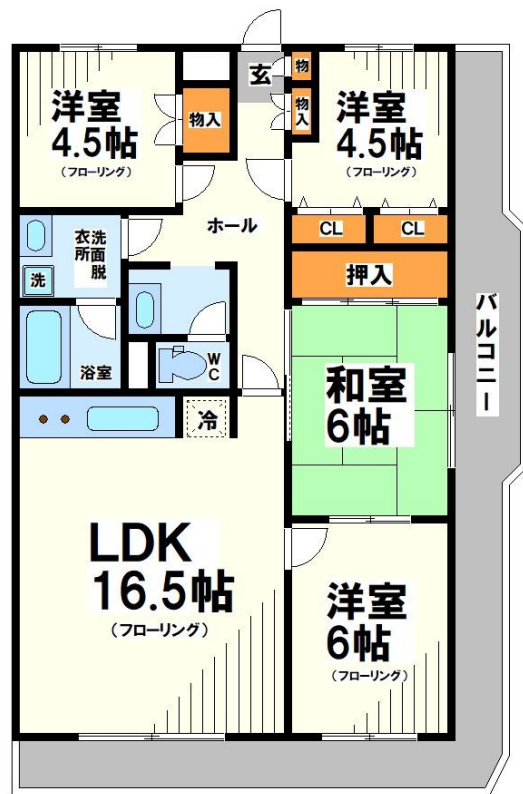 玄
物
洋室
4.5帖
(フローリング)
物入
物入
洋室
4.5帖
(フローリング)
ホール
CL
CL
洗面脱衣所
洗
押入
バルコニー
浴室
WC
和室
6帖
冷
LDK
16.5帖
(フローリング)
洋室
6帖
(フローリング)